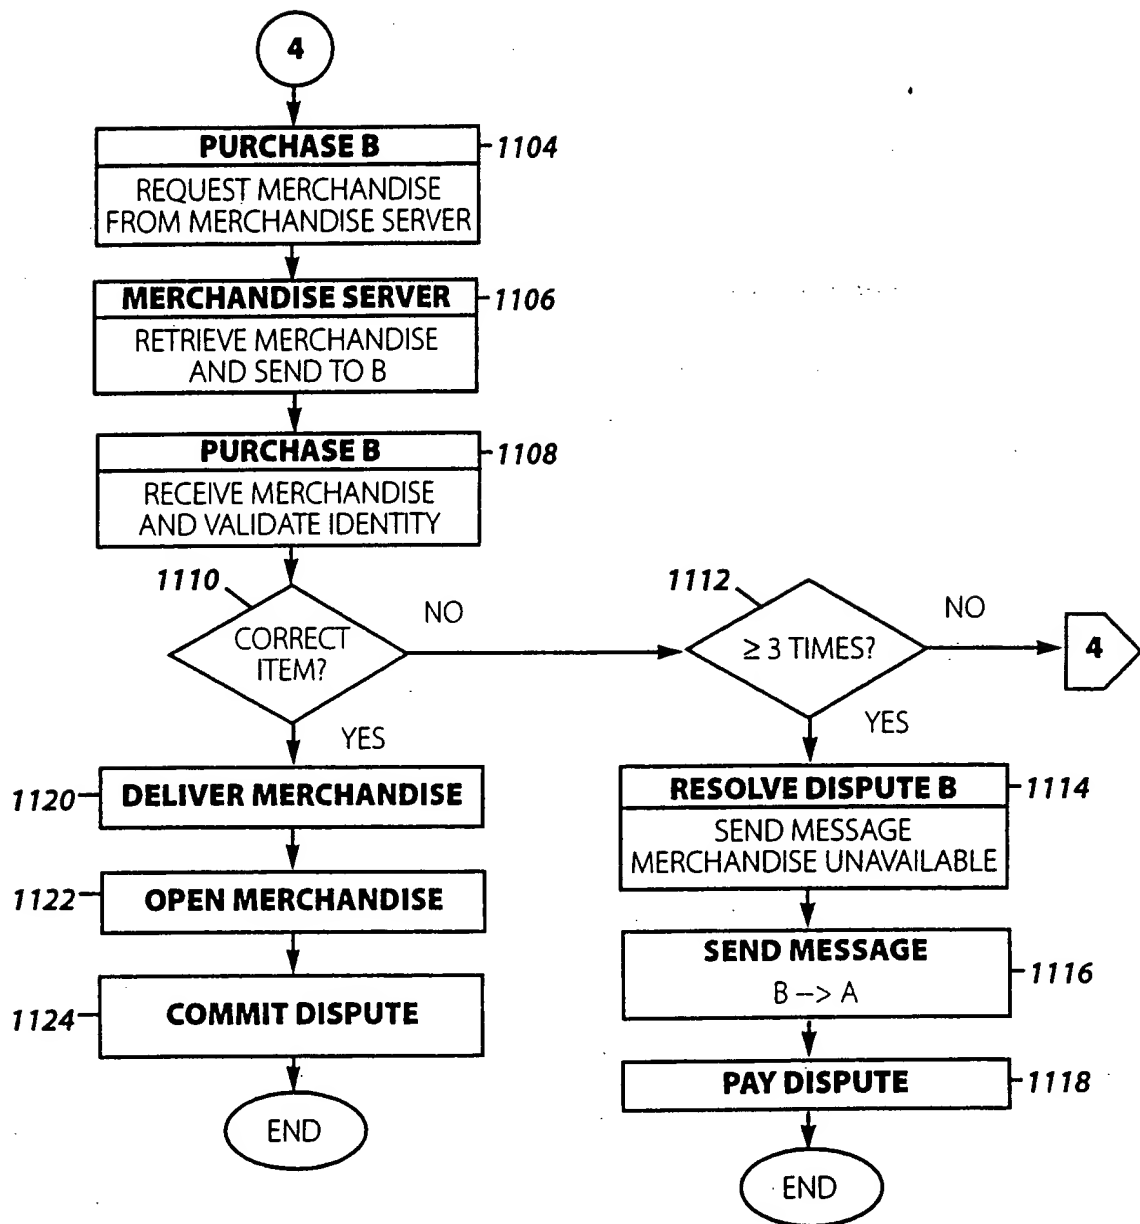 4
PURCHASE B
1104
REQUEST MERCHANDISE
FROM MERCHANDISE SERVER
MERCHANDISE SERVER
1106
RETRIEVE MERCHANDISE
AND SEND TO B
PURCHASE B
1108
RECEIVE MERCHANDISE
AND VALIDATE IDENTITY
1110
CORRECT
ITEM?
NO
1112
≥ 3 TIMES?
NO
4
YES
YES
1120
DELIVER MERCHANDISE
1122
OPEN MERCHANDISE
1124
COMMIT DISPUTE
END
RESOLVE DISPUTE B
1114
SEND MESSAGE
MERCHANDISE UNAVAILABLE
SEND MESSAGE
1116
B --> A
PAY DISPUTE
1118
END